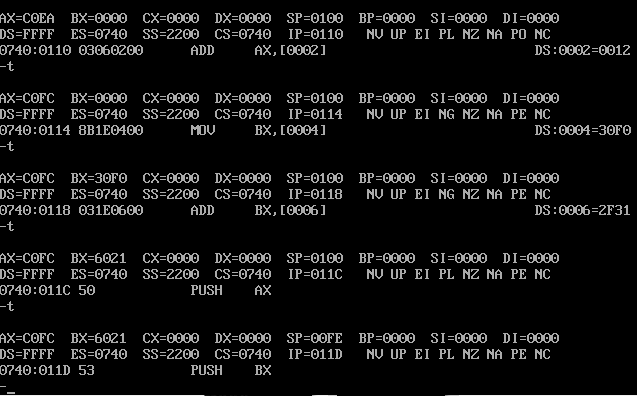 AX=C0EA  BX=0000  CX=0000  DX=0000  SP=0100  BP=0000  SI=0000  DI=0000
DS=FFFF  ES=0740  SS=2200  CS=0740  IP=0110   NV UP EI PL NZ NA PO NC
0740:0110 03060200      ADD     AX,[0002]                          DS:0002=0012
-t
AX=C0FC  BX=0000  CX=0000  DX=0000  SP=0100  BP=0000  SI=0000  DI=0000
DS=FFFF  ES=0740  SS=2200  CS=0740  IP=0114   NV UP EI NG NZ NA PE NC
0740:0114 8B1E0400      MOV     BX,[0004]                          DS:0004=30F0
-t
AX=C0FC  BX=30F0  CX=0000  DX=0000  SP=0100  BP=0000  SI=0000  DI=0000
DS=FFFF  ES=0740  SS=2200  CS=0740  IP=0118   NV UP EI NG NZ NA PE NC
0740:0118 031E0600      ADD     BX,[0006]                          DS:0006=2F31
-t
AX=C0FC  BX=6021  CX=0000  DX=0000  SP=0100  BP=0000  SI=0000  DI=0000
DS=FFFF  ES=0740  SS=2200  CS=0740  IP=011C   NV UP EI PL NZ NA PE NC
0740:011C 50            PUSH    AX
-t
AX=C0FC  BX=6021  CX=0000  DX=0000  SP=00FE  BP=0000  SI=0000  DI=0000
DS=FFFF  ES=0740  SS=2200  CS=0740  IP=011D   NV UP EI PL NZ NA PE NC
0740:011D 53            PUSH    BX
-_